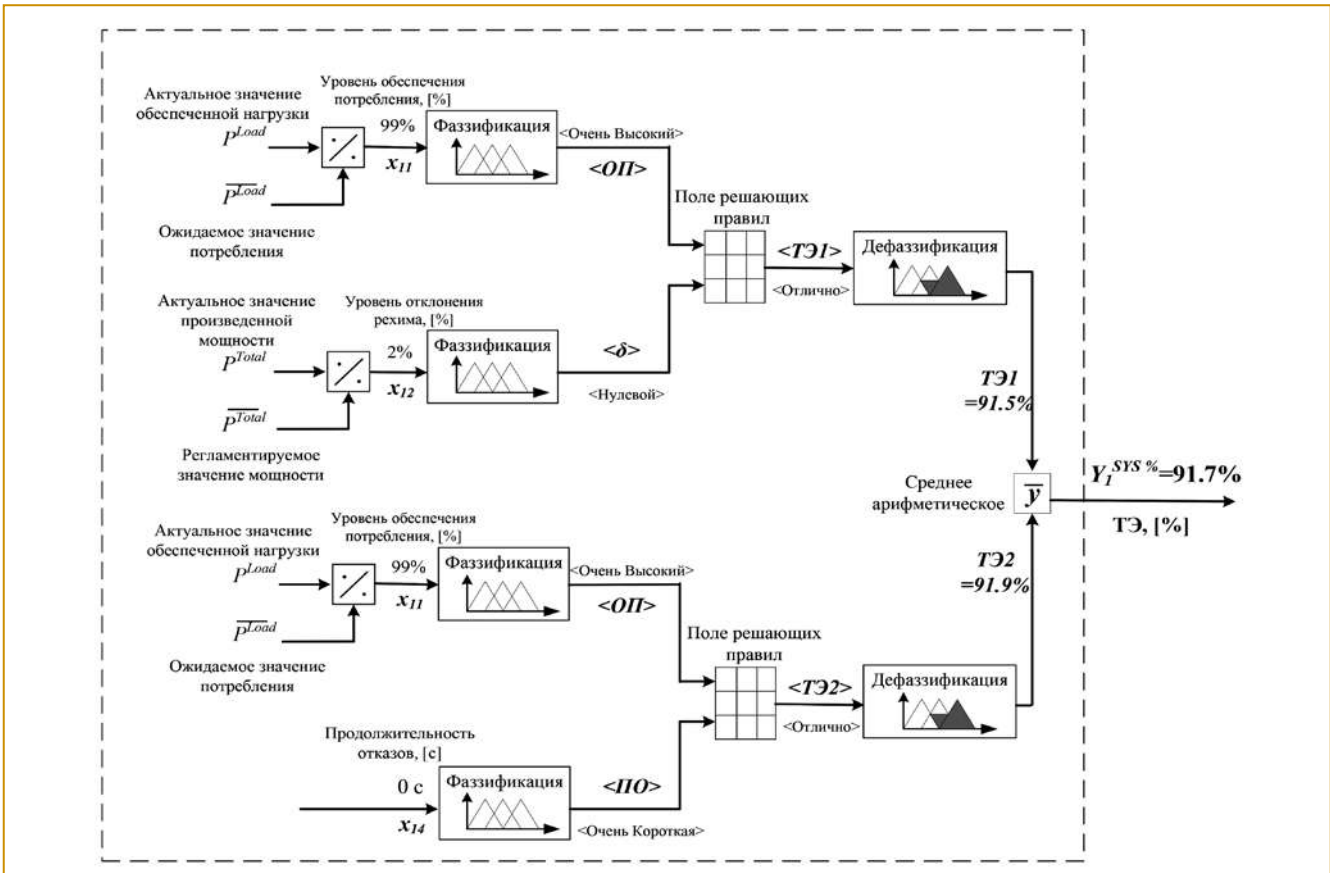 Актуальное значение
обеспеченной нагрузки
P^Load
P^Load
Ожидаемое значение
потребления
Уровень обеспечения
потребления, [%]
99%
x11
Фаззификация
<Очень Высокий>
<ОП>
Актуальное значение
произведенной
мощности
P^Total
P^Total
Регламентируемое
значение мощности
Уровень отклонения
рехима, [%]
2%
x12
Фаззификация
<δ>
<Нулевой>
Поле решающих
правил
<ТЭ1>
<Отлично>
Дефаззификация
ТЭ1
=91.5%
Среднее
арифметическое
y
Y1^SYS %=91.7%
ТЭ, [%]
ТЭ2
=91.9%
Актуальное значение
обеспеченной нагрузки
P^Load
P^Load
Ожидаемое значение
потребления
Уровень обеспечения
потребления, [%]
99%
x11
Фаззификация
<Очень Высокий>
<ОП>
Поле решающих
правил
<ТЭ2>
<Отлично>
Дефаззификация
Продолжительность
отказов, [с]
0 с
x14
Фаззификация
<ПО>
<Очень Короткая>